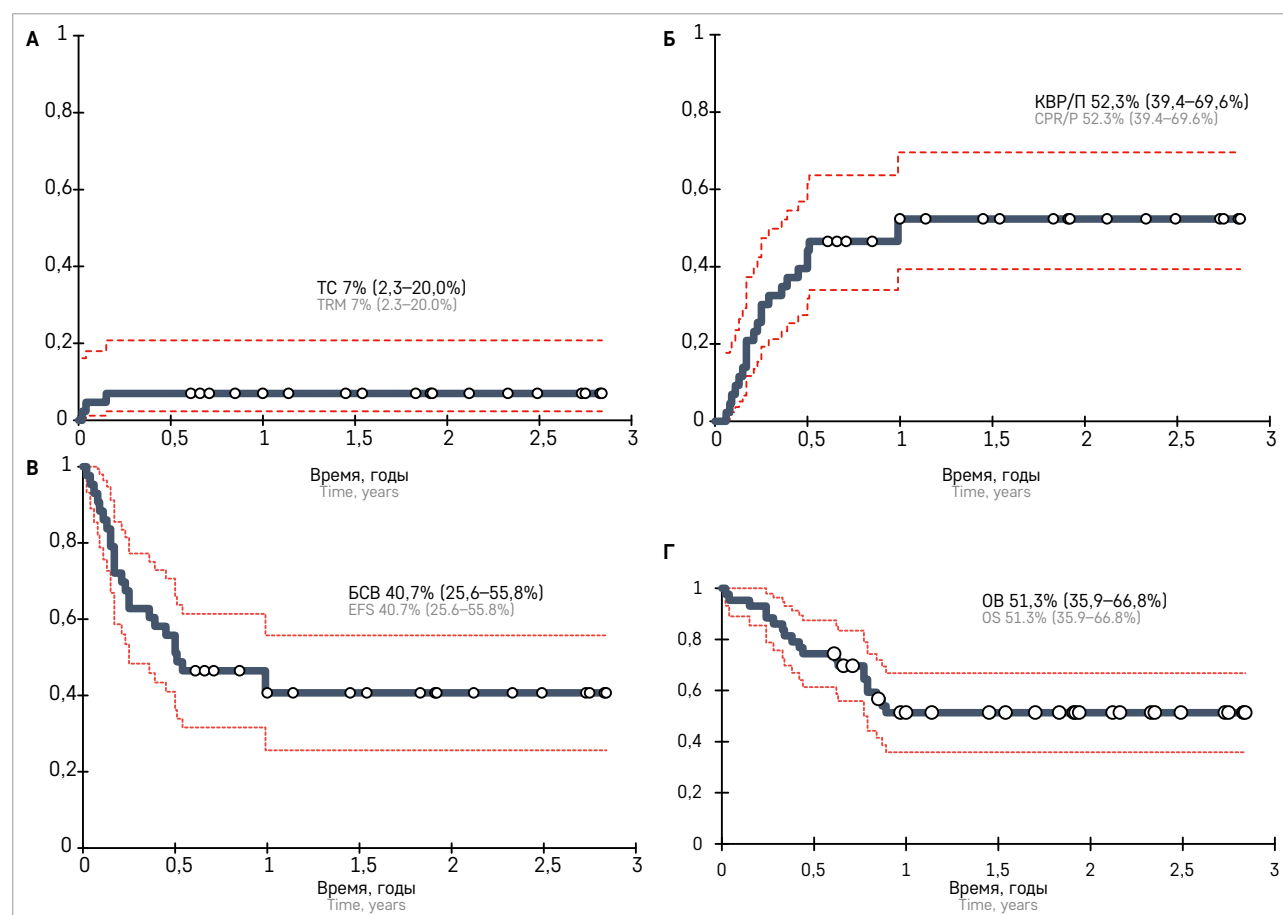 А
1
0,8
0,6
0,4
0,2
0
ТС 7% (2,3–20,0%)
TRM 7% (2.3–20.0%)
0
0,5
1
1,5
2
2,5
3
Время, годы
Time, years
Б
1
0,8
0,6
0,4
0,2
0
КВР/П 52,3% (39,4–69,6%)
CPR/P 52.3% (39.4–69.6%)
0
0,5
1
1,5
2
2,5
3
Время, годы
Time, years
В
1
0,8
0,6
0,4
0,2
0
БСВ 40,7% (25,6–55,8%)
EFS 40.7% (25.6–55.8%)
0
0,5
1
1,5
2
2,5
3
Время, годы
Time, years
Г
1
0,8
0,6
0,4
0,2
0
ОВ 51,3% (35,9–66,8%)
OS 51.3% (35.9–66.8%)
0
0,5
1
1,5
2
2,5
3
Время, годы
Time, years